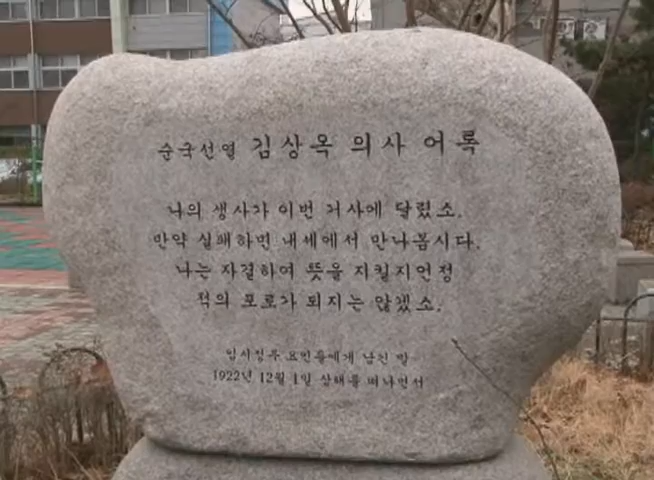 순국선열 김상옥 의사 어록
나의 생사가 이번 거사에 달렸소.
만약 실패하면 내세에서 만나봅시다.
나는 자결하여 뜻을 지킬지언정
적의 포로가 되지는 않겠소.
임시정부 요인들에게 남긴 말
1922년 12월 1일 상해를 떠나면서